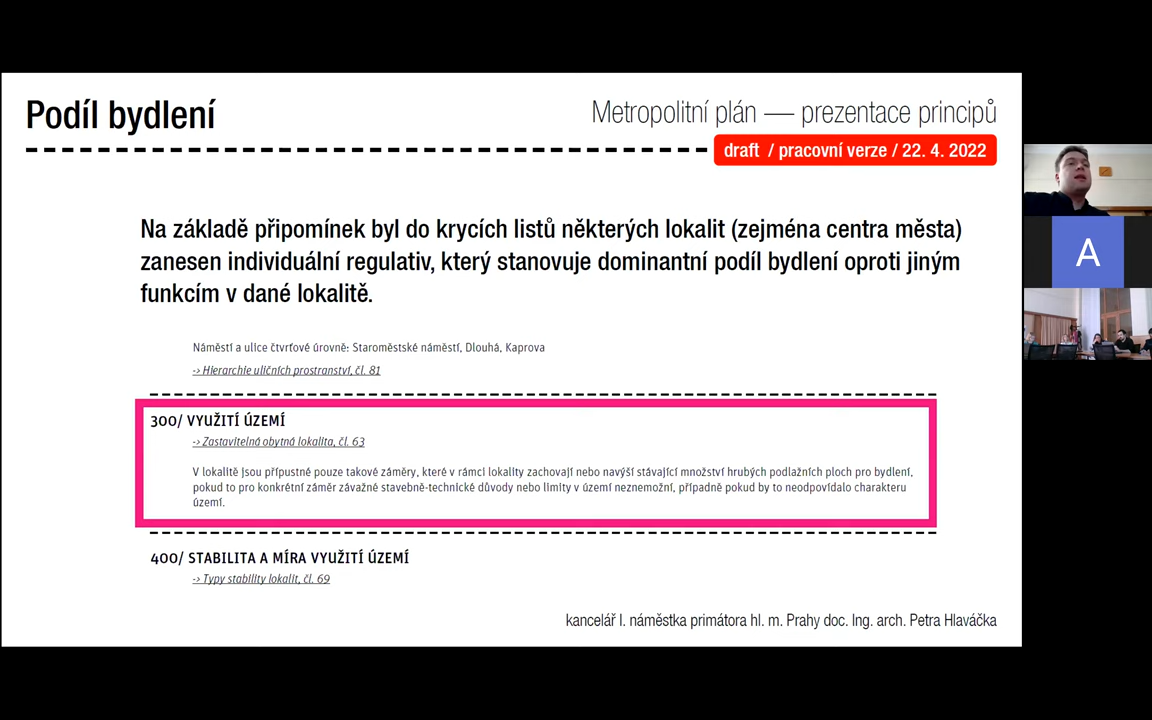 Podíl bydlení
Metropolitní plán — prezentace principů
draft / pracovní verze / 22. 4. 2022
Na základě připomínek byl do krycích listů některých lokalit (zejména centra města)
zanesen individuální regulativ, který stanovuje dominantní podíl bydlení oproti jiným
funkcím v dané lokalitě.
Náměstí a ulice čtvrťové úrovně: Staroměstské náměstí, Dlouhá, Kaprova
-> Hierarchie uličních prostranství, čl. 81
300/ VYUŽITÍ ÚZEMÍ
-> Zastavitelná obytná lokalita, čl. 63
V lokalitě jsou přípustné pouze takové záměry, které v rámci lokality zachovají nebo navýší stávající množství hrubých podlažních ploch pro bydlení,
pokud to pro konkrétní záměr závažné stavebně-technické důvody nebo limity v území neznemožní, případně pokud by to neodpovídalo charakteru
území.
400/ STABILITA A MÍRA VYUŽITÍ ÚZEMÍ
-> Typy stability lokalit, čl. 69
kancelář I. náměstka primátora hl. m. Prahy doc. Ing. arch. Petra Hlaváčka
A